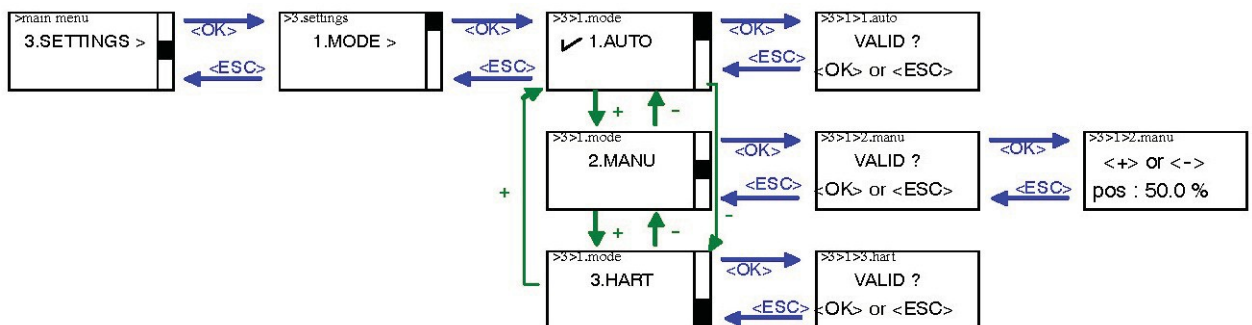 >main menu
3.SETTINGS >
<OK>
<ESC>
>3.settings
1.MODE >
<OK>
<ESC>
>3>1.mode
✓ 1.AUTO
<OK>
<ESC>
>3>1>1.auto
VALID ?
<OK> or <ESC>
+
-
>3>1.mode
2.MANU
<OK>
<ESC>
>3>1>2.manu
VALID ?
<OK> or <ESC>
<OK>
<ESC>
>3>1>2.manu
<+> or <->
pos : 50.0 %
+
-
+
-
>3>1.mode
3.HART
<OK>
<ESC>
>3>1>3.hart
VALID ?
<OK> or <ESC>